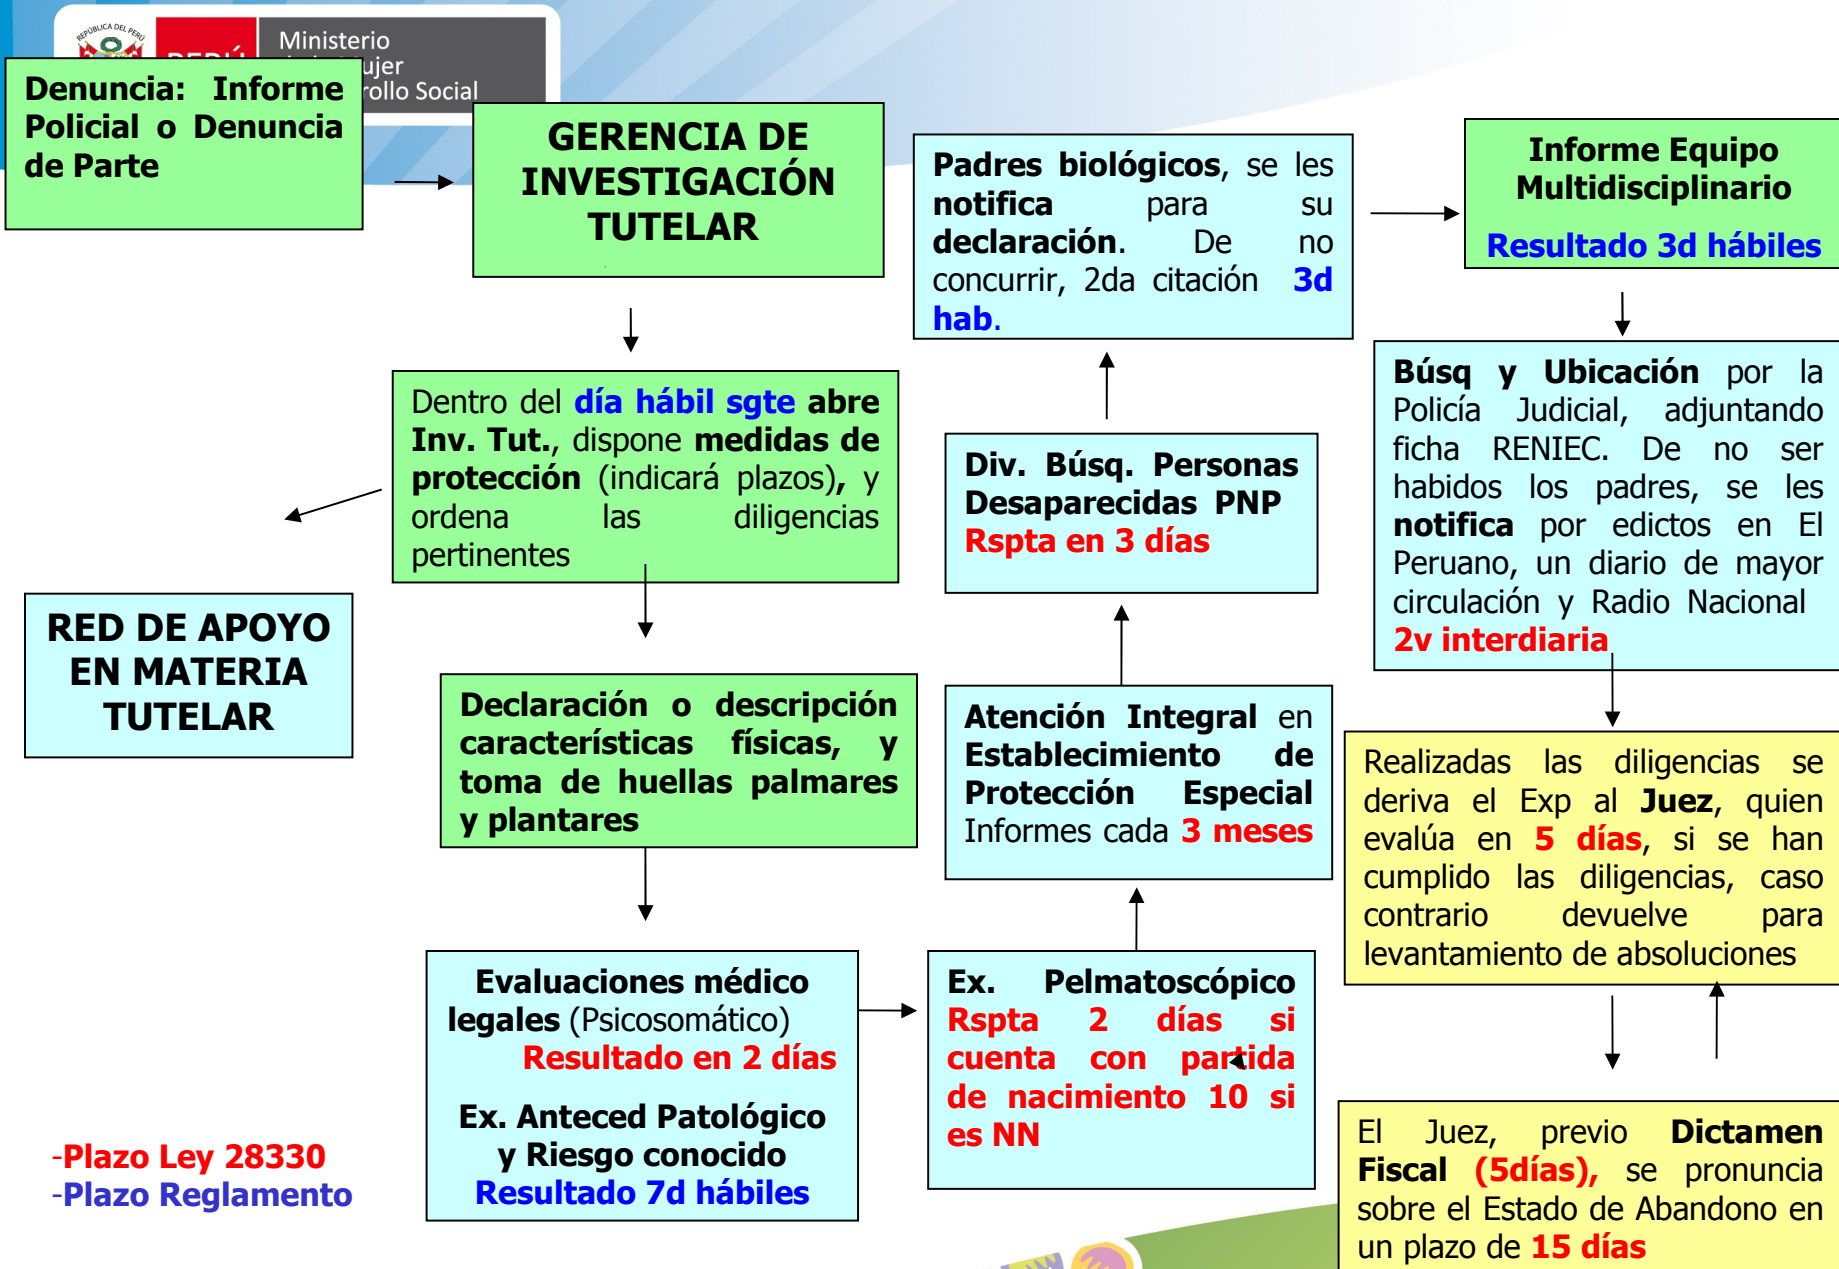 REPÚBLICA DEL PERÚ
PERÚ
Ministerio
ujer
rollo Social
Denuncia: Informe
Policial o Denuncia
de Parte
GERENCIA DE
INVESTIGACIÓN
TUTELAR
Dentro del día hábil sgte abre
Inv. Tut., dispone medidas de
protección (indicará plazos), y
ordena las diligencias
pertinentes
RED DE APOYO
EN MATERIA
TUTELAR
Declaración o descripción
características físicas, y
toma de huellas palmares
y plantares
Evaluaciones médico
legales (Psicosomático)
Resultado en 2 días
Ex. Anteced Patológico
y Riesgo conocido
Resultado 7d hábiles
Ex. Pelmatoscópico
Rspta 2 días si
cuenta con partida
de nacimiento 10 si
es NN
Atención Integral en
Establecimiento de
Protección Especial
Informes cada 3 meses
Div. Búsq. Personas
Desaparecidas PNP
Rspta en 3 días
Padres biológicos, se les
notifica para su
declaración. De no
concurrir, 2da citación 3d
hab.
Informe Equipo
Multidisciplinario
Resultado 3d hábiles
Búsq y Ubicación por la
Policía Judicial, adjuntando
ficha RENIEC. De no ser
habidos los padres, se les
notifica por edictos en El
Peruano, un diario de mayor
circulación y Radio Nacional
2v interdiaria
Realizadas las diligencias se
deriva el Exp al Juez, quien
evalúa en 5 días, si se han
cumplido las diligencias, caso
contrario devuelve para
levantamiento de absoluciones
El Juez, previo Dictamen
Fiscal (5días), se pronuncia
sobre el Estado de Abandono en
un plazo de 15 días
-Plazo Ley 28330
-Plazo Reglamento